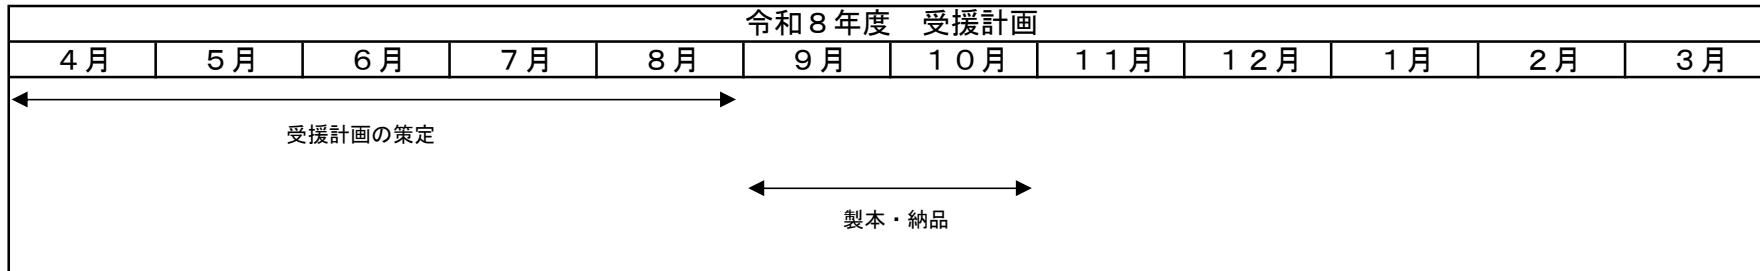 令和８年度　受援計画
４月 ５月 ６月 ７月 ８月 ９月 １０月 １１月 １２月 １月 ２月 ３月
受援計画の策定
製本・納品